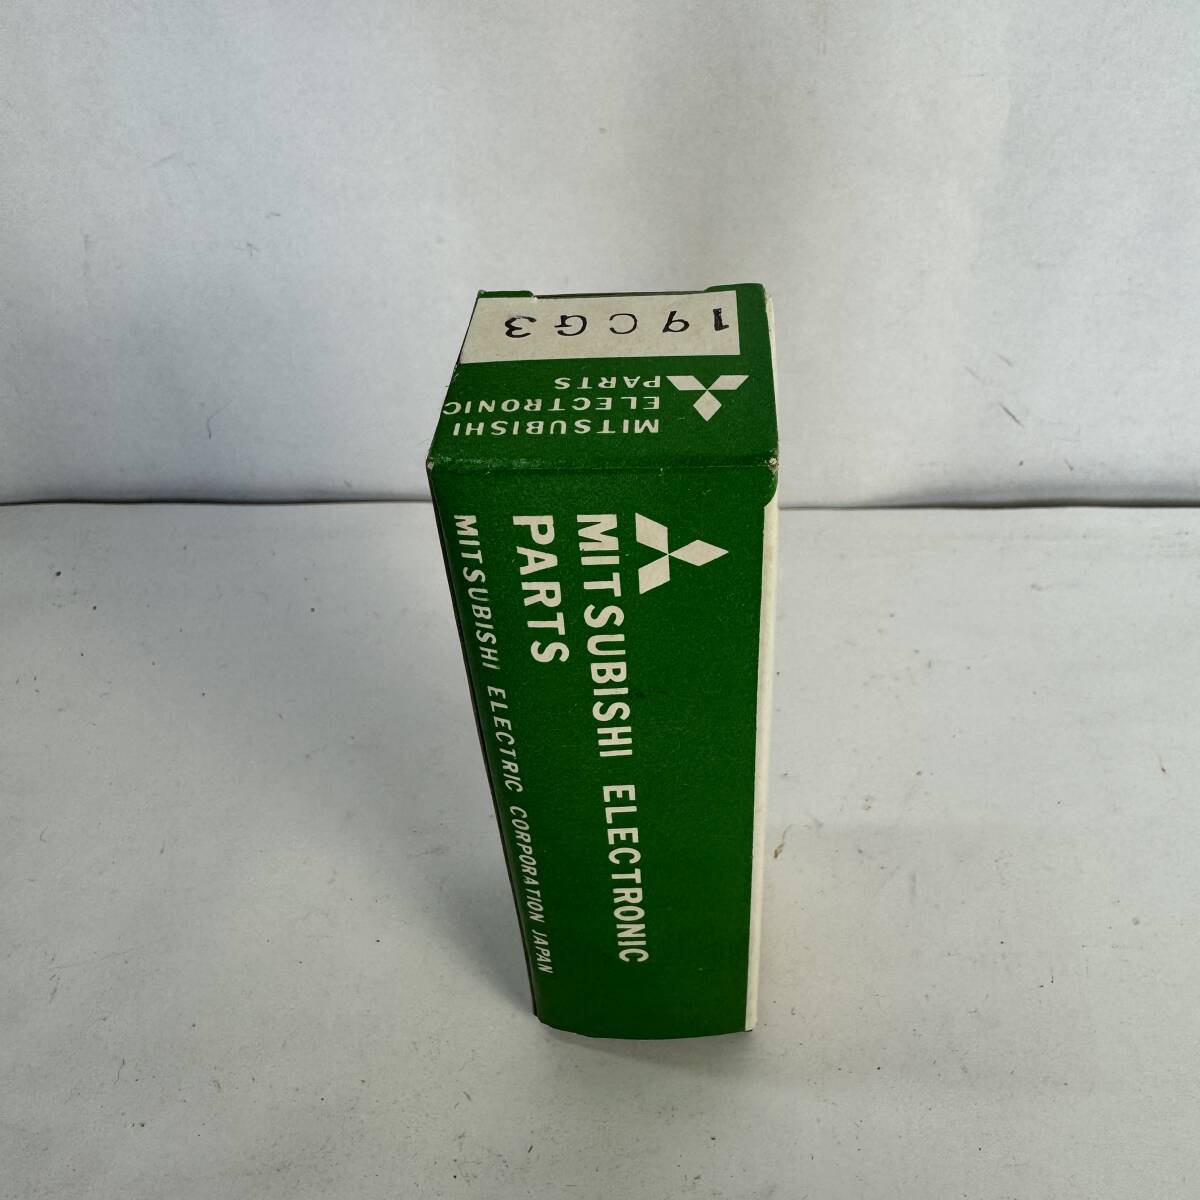 MITSUBISHI
ELECTRONIC
PARTS
19CG3
MITSUBISHI ELECTRONIC
PARTS
MITSUBISHI ELECTRIC CORPORATION JAPAN